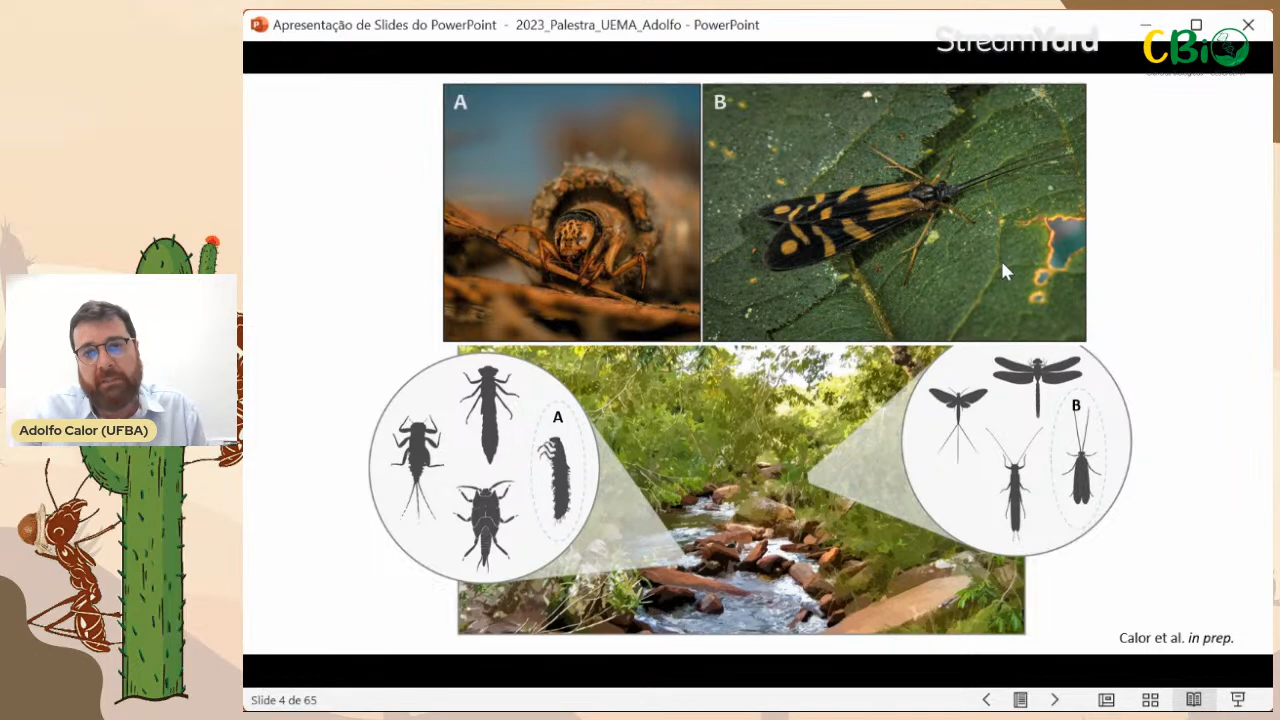 Apresentação de Slides do PowerPoint - 2023_Palestra_UEMA_Adolfo - PowerPoint
StreamYard
CBiO
A
B
A
B
Adolfo Calor (UFBA)
Calor et al. in prep.
Slide 4 de 65